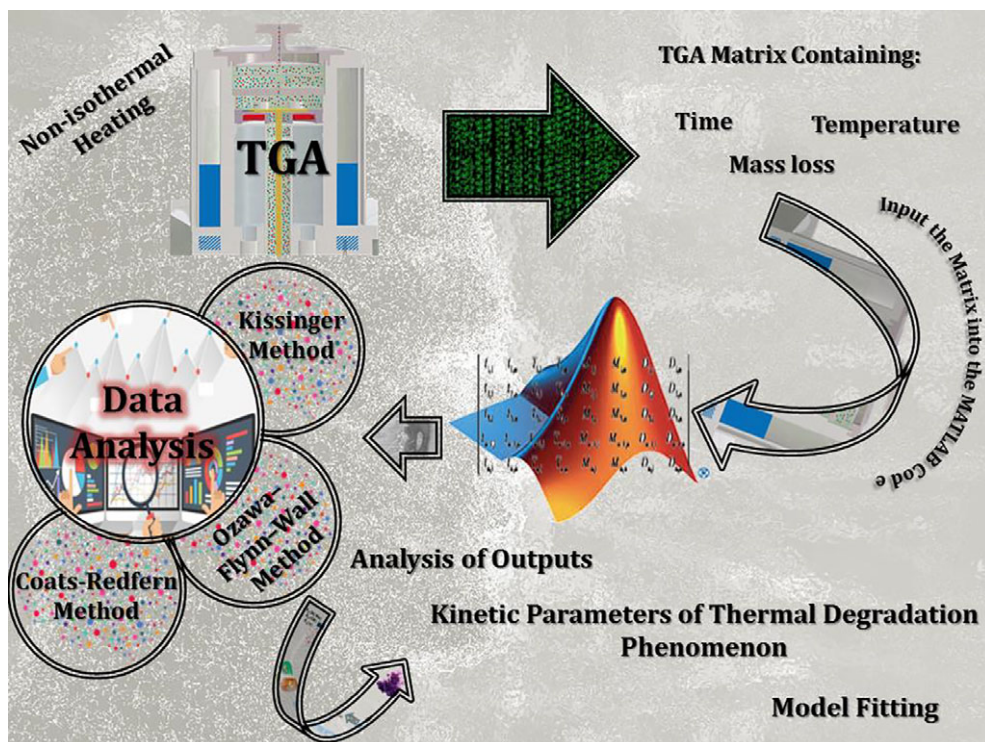 Non-isothermal
Heating
TGA
TGA Matrix Containing:
Time
Temperature
Mass loss
Input the Matrix into the MATLAB Code
Kissinger
Method
Data
Analysis
Ozawa–
Flynn–Wall
Method
Coats-Redfern
Method
Analysis of Outputs
Kinetic Parameters of Thermal Degradation
Phenomenon
Model Fitting